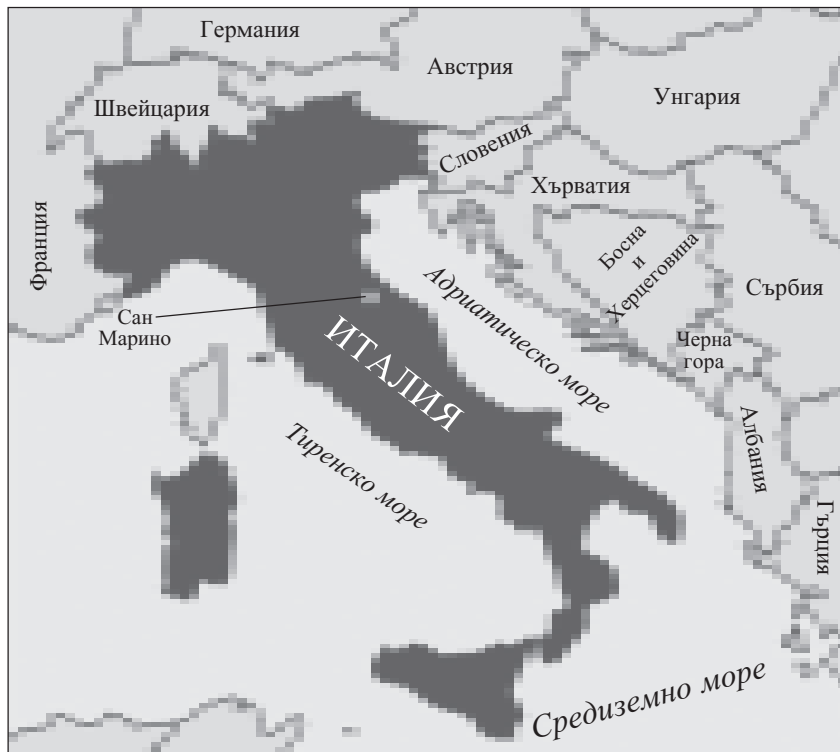 Германия
Австрия
Унгария
Швейцария
Словения
Хърватия
Франция
Босна
и
Херцеговина
Адриатическо море
Сърбия
Сан
Марино
ИТАЛИЯ
Черна
гора
Албания
Тиренско море
Гърция
Средиземно море